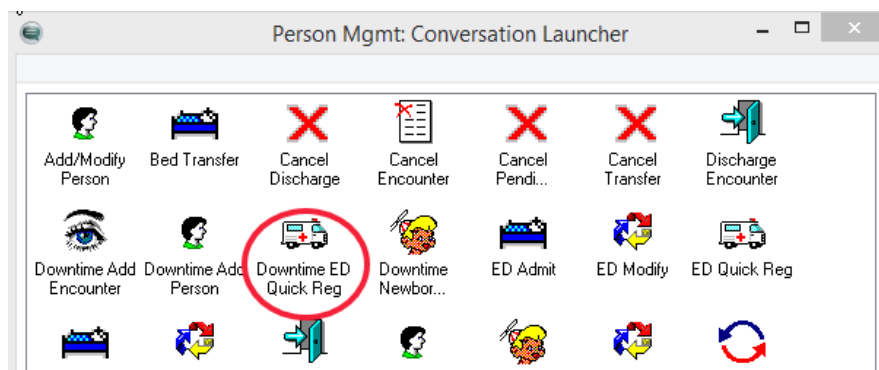 Person Mgmt: Conversation Launcher
Add/Modify Person
Bed Transfer
Cancel Discharge
Cancel Encounter
Cancel Pendi...
Cancel Transfer
Discharge Encounter
Downtime Add Encounter
Downtime Add Person
Downtime ED Quick Reg
Downtime Newbor...
ED Admit
ED Modify
ED Quick Reg